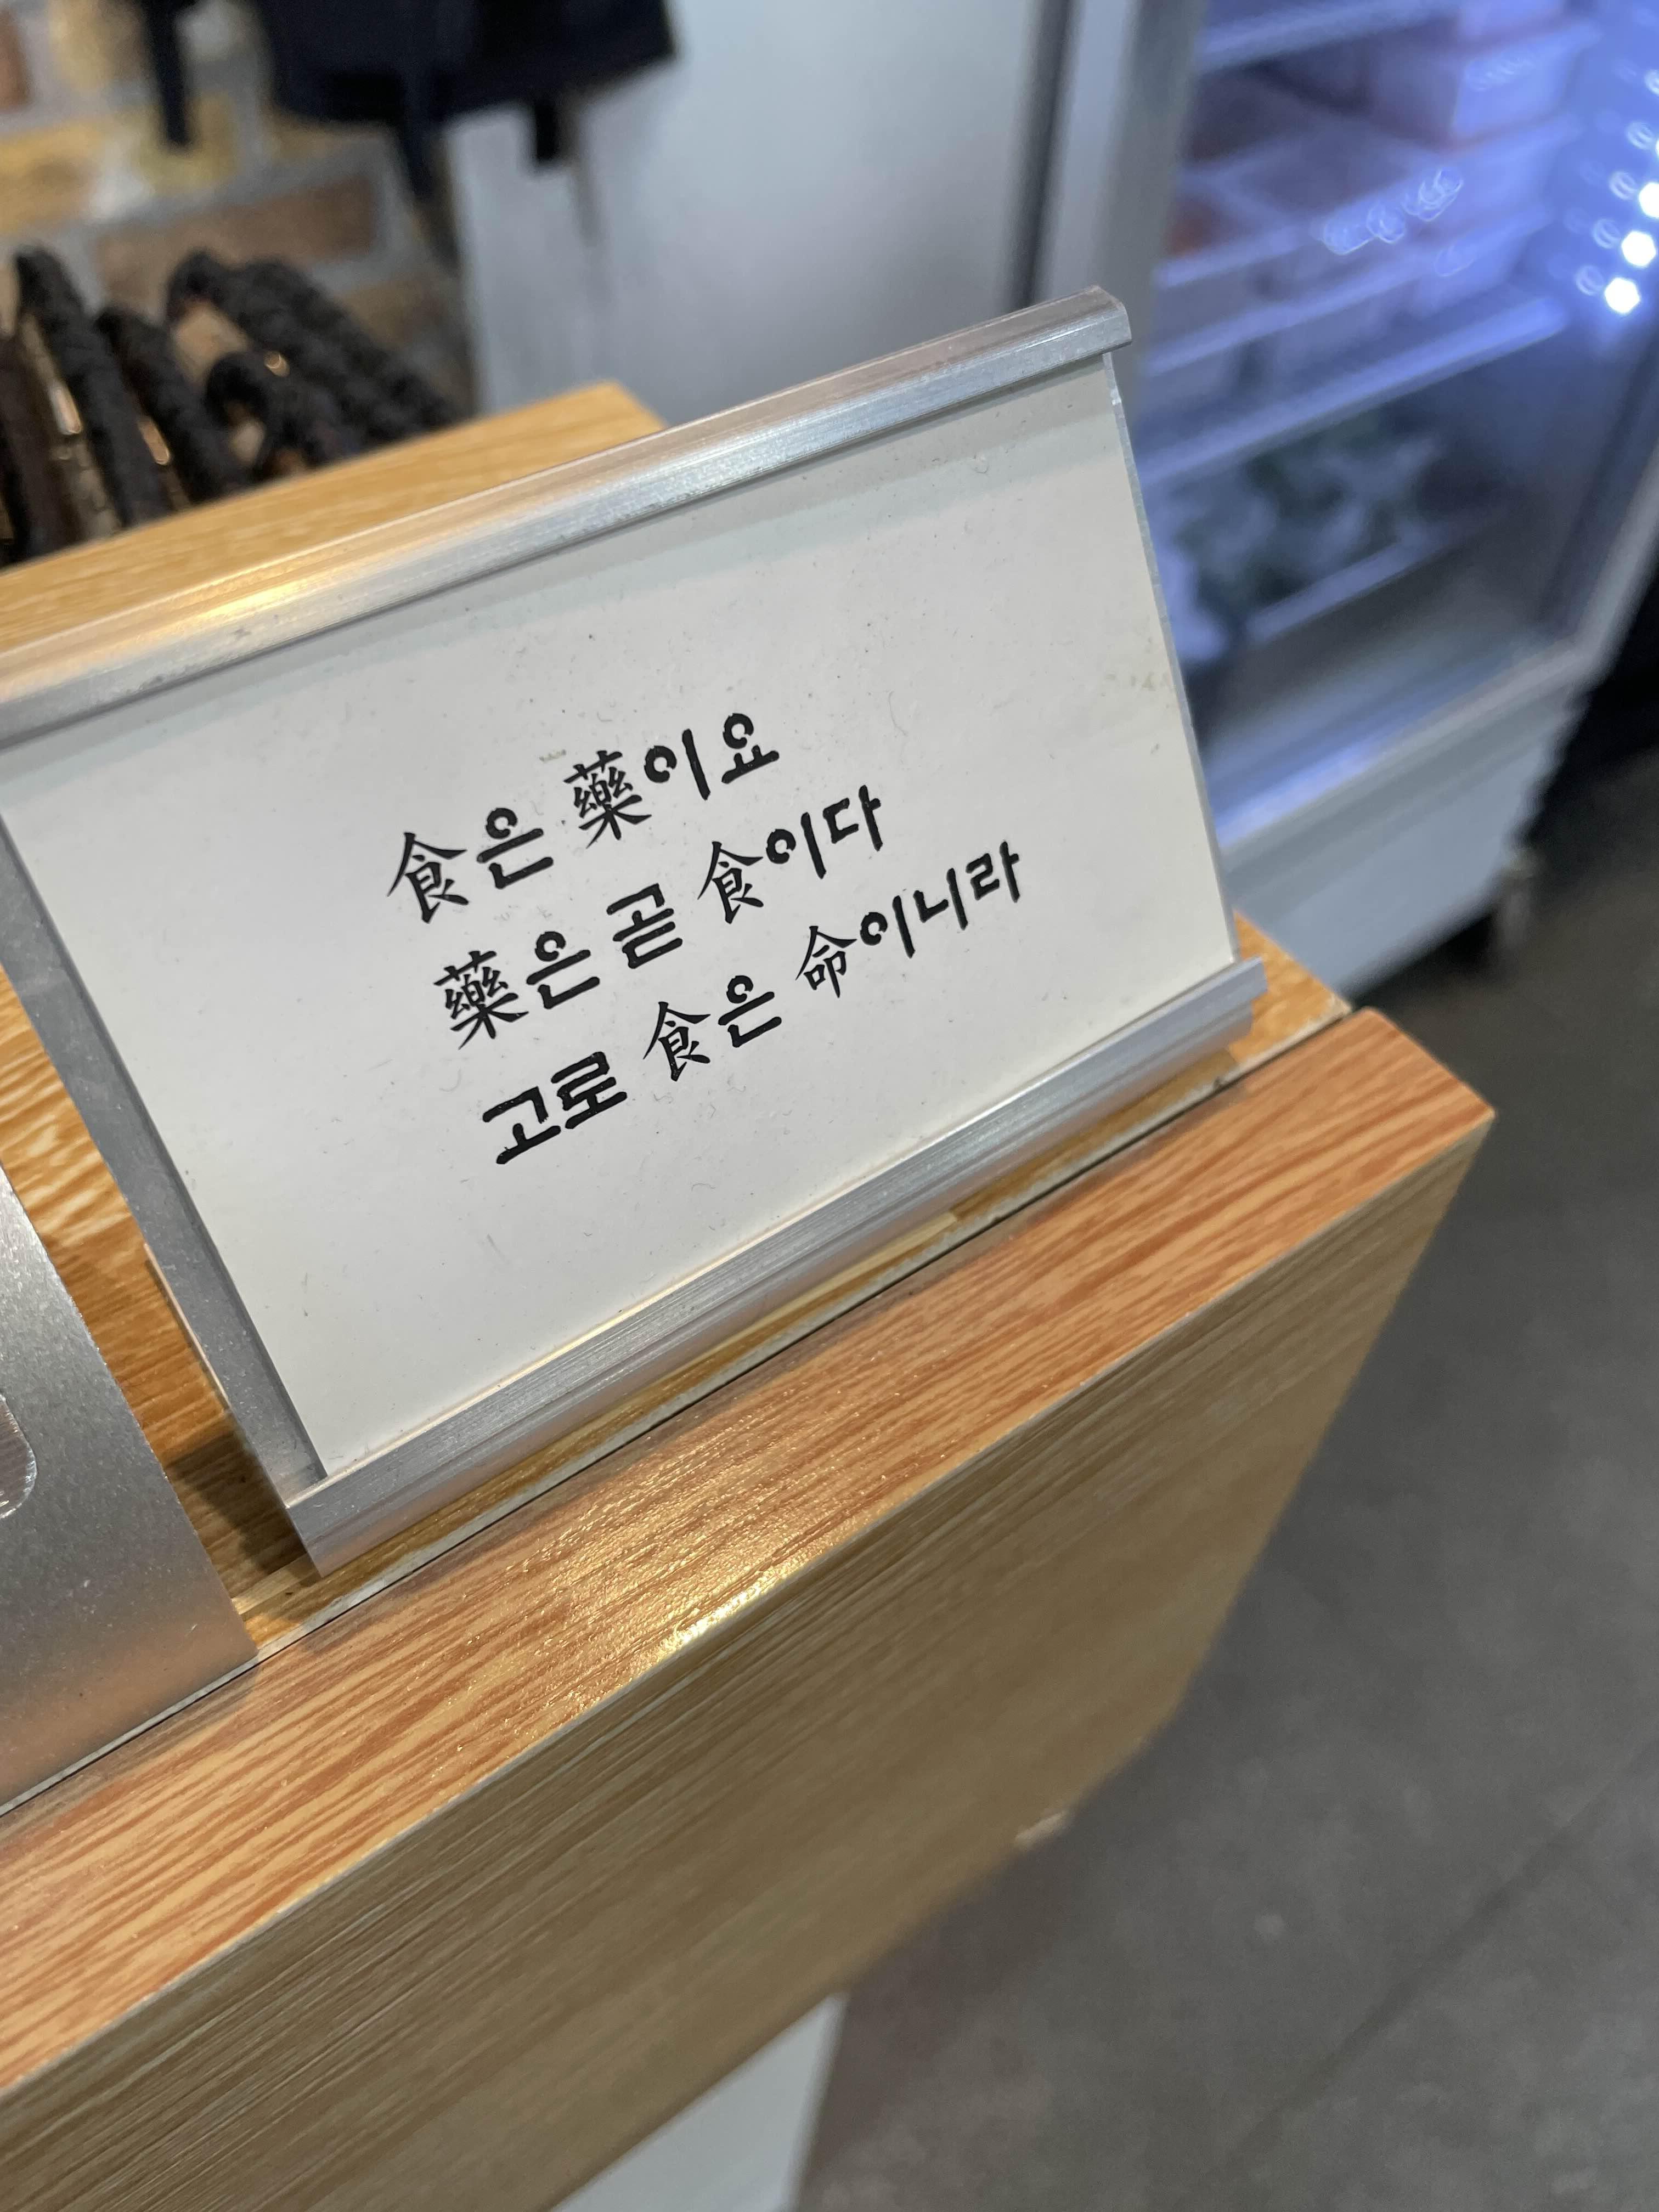 食은 藥이요
藥은 곧 食이다
고로 食은 命이니라